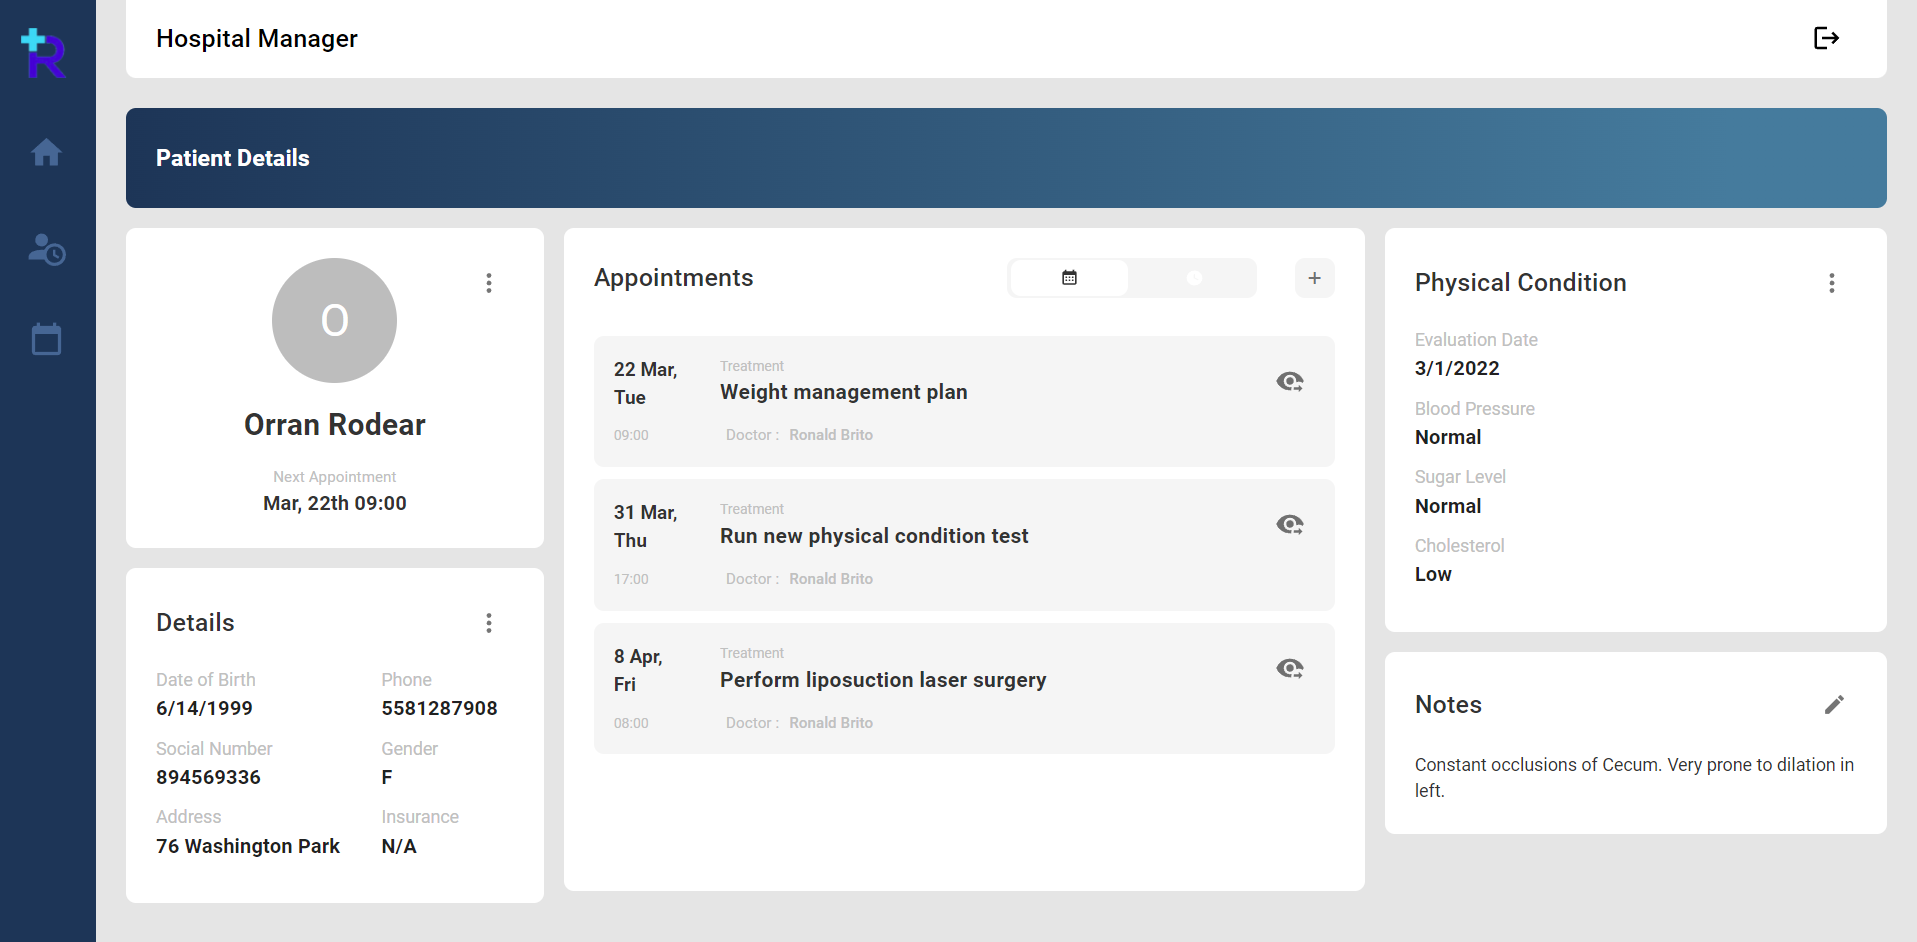 R
Hospital Manager
Patient Details
O
Orran Rodear
Next Appointment
Mar, 22th 09:00
Details
Date of Birth
6/14/1999
Phone
5581287908
Social Number
894569336
Gender
F
Address
76 Washington Park
Insurance
N/A
Appointments
+
22 Mar,
Tue
09:00
Treatment
Weight management plan
Doctor : Ronald Brito
31 Mar,
Thu
17:00
Treatment
Run new physical condition test
Doctor : Ronald Brito
8 Apr,
Fri
08:00
Treatment
Perform liposuction laser surgery
Doctor : Ronald Brito
Physical Condition
Evaluation Date
3/1/2022
Blood Pressure
Normal
Sugar Level
Normal
Cholesterol
Low
Notes
Constant occlusions of Cecum. Very prone to dilation in
left.